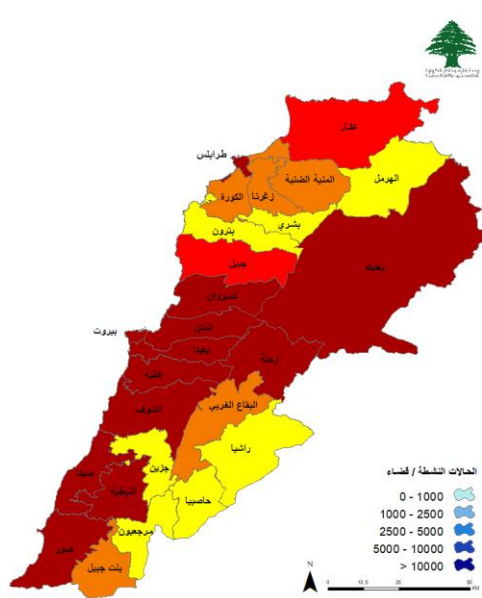 عكار
طرابلس
الهرمل
المنية الضنية
زغرتا
الكورة
بشري
بترون
جبيل
بعلبك
كسروان
المتن
بيروت
بعبدا
زحلة
عاليه
الشوف
البقاع الغربي
راشيا
جزين
صيدا
النبطية
حاصبيا
مرجعيون
صور
بنت جبيل
الحالات النشطة / قضاء
0 - 1000
1000 - 2500
2500 - 5000
5000 - 10000
> 10000
N